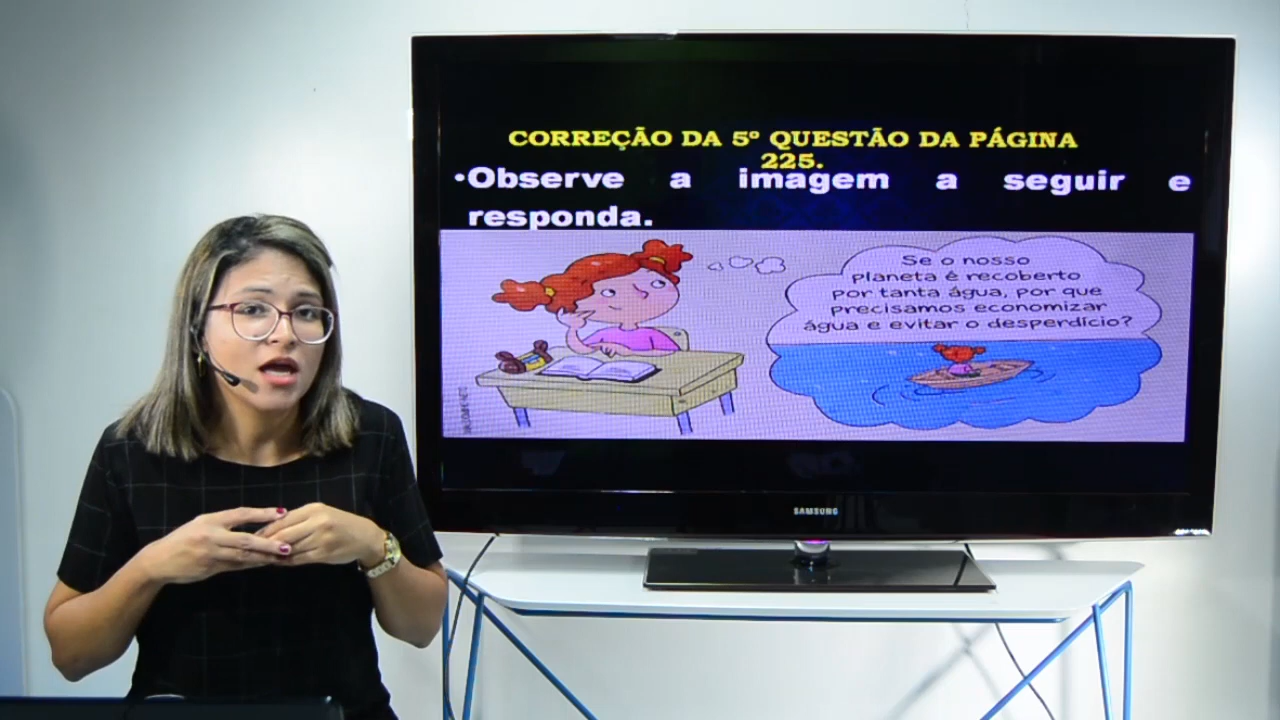 CORREÇÃO DA 5º QUESTÃO DA PÁGINA
225.
•Observe a imagem a seguir e
responda.
Se o nosso
planeta é recoberto
por tanta água, por que
precisamos economizar
água e evitar o desperdício?
SAMSUNG